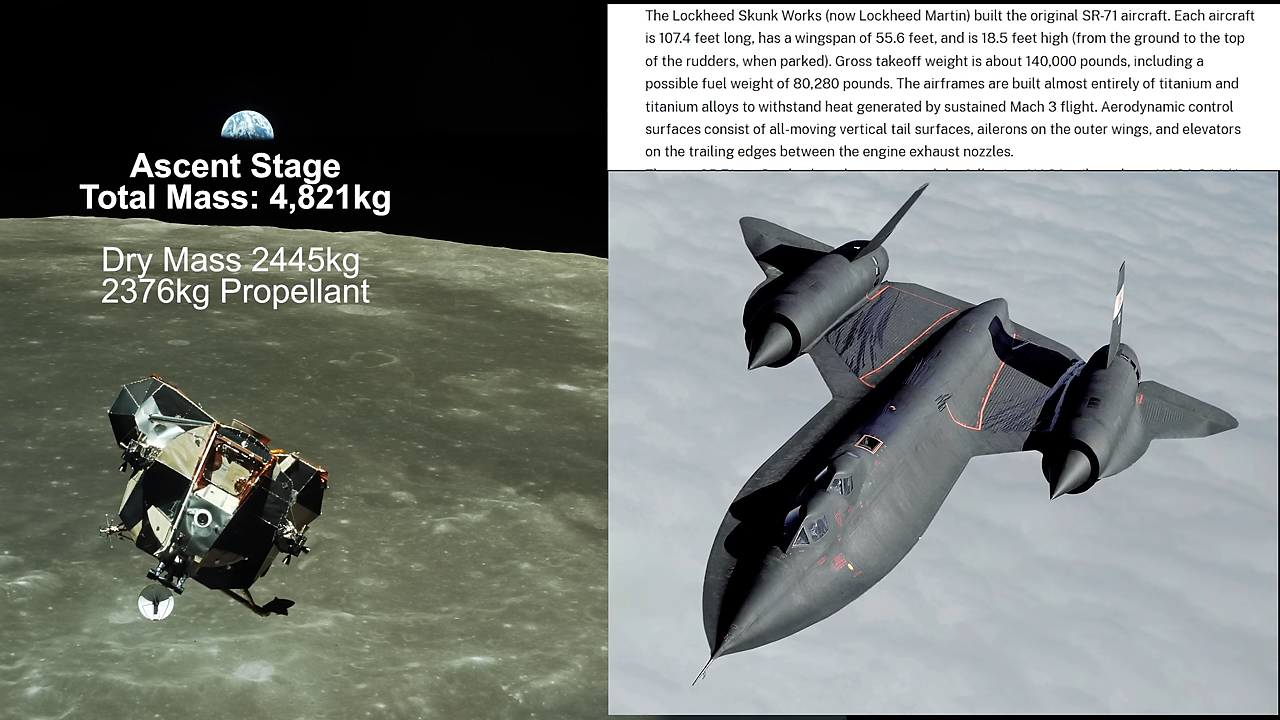 Ascent Stage
Total Mass: 4,821kg
Dry Mass 2445kg
2376kg Propellant
The Lockheed Skunk Works (now Lockheed Martin) built the original SR-71 aircraft. Each aircraft
is 107.4 feet long, has a wingspan of 55.6 feet, and is 18.5 feet high (from the ground to the top
of the rudders, when parked). Gross takeoff weight is about 140,000 pounds, including a
possible fuel weight of 80,280 pounds. The airframes are built almost entirely of titanium and
titanium alloys to withstand heat generated by sustained Mach 3 flight. Aerodynamic control
surfaces consist of all-moving vertical tail surfaces, ailerons on the outer wings, and elevators
on the trailing edges between the engine exhaust nozzles.